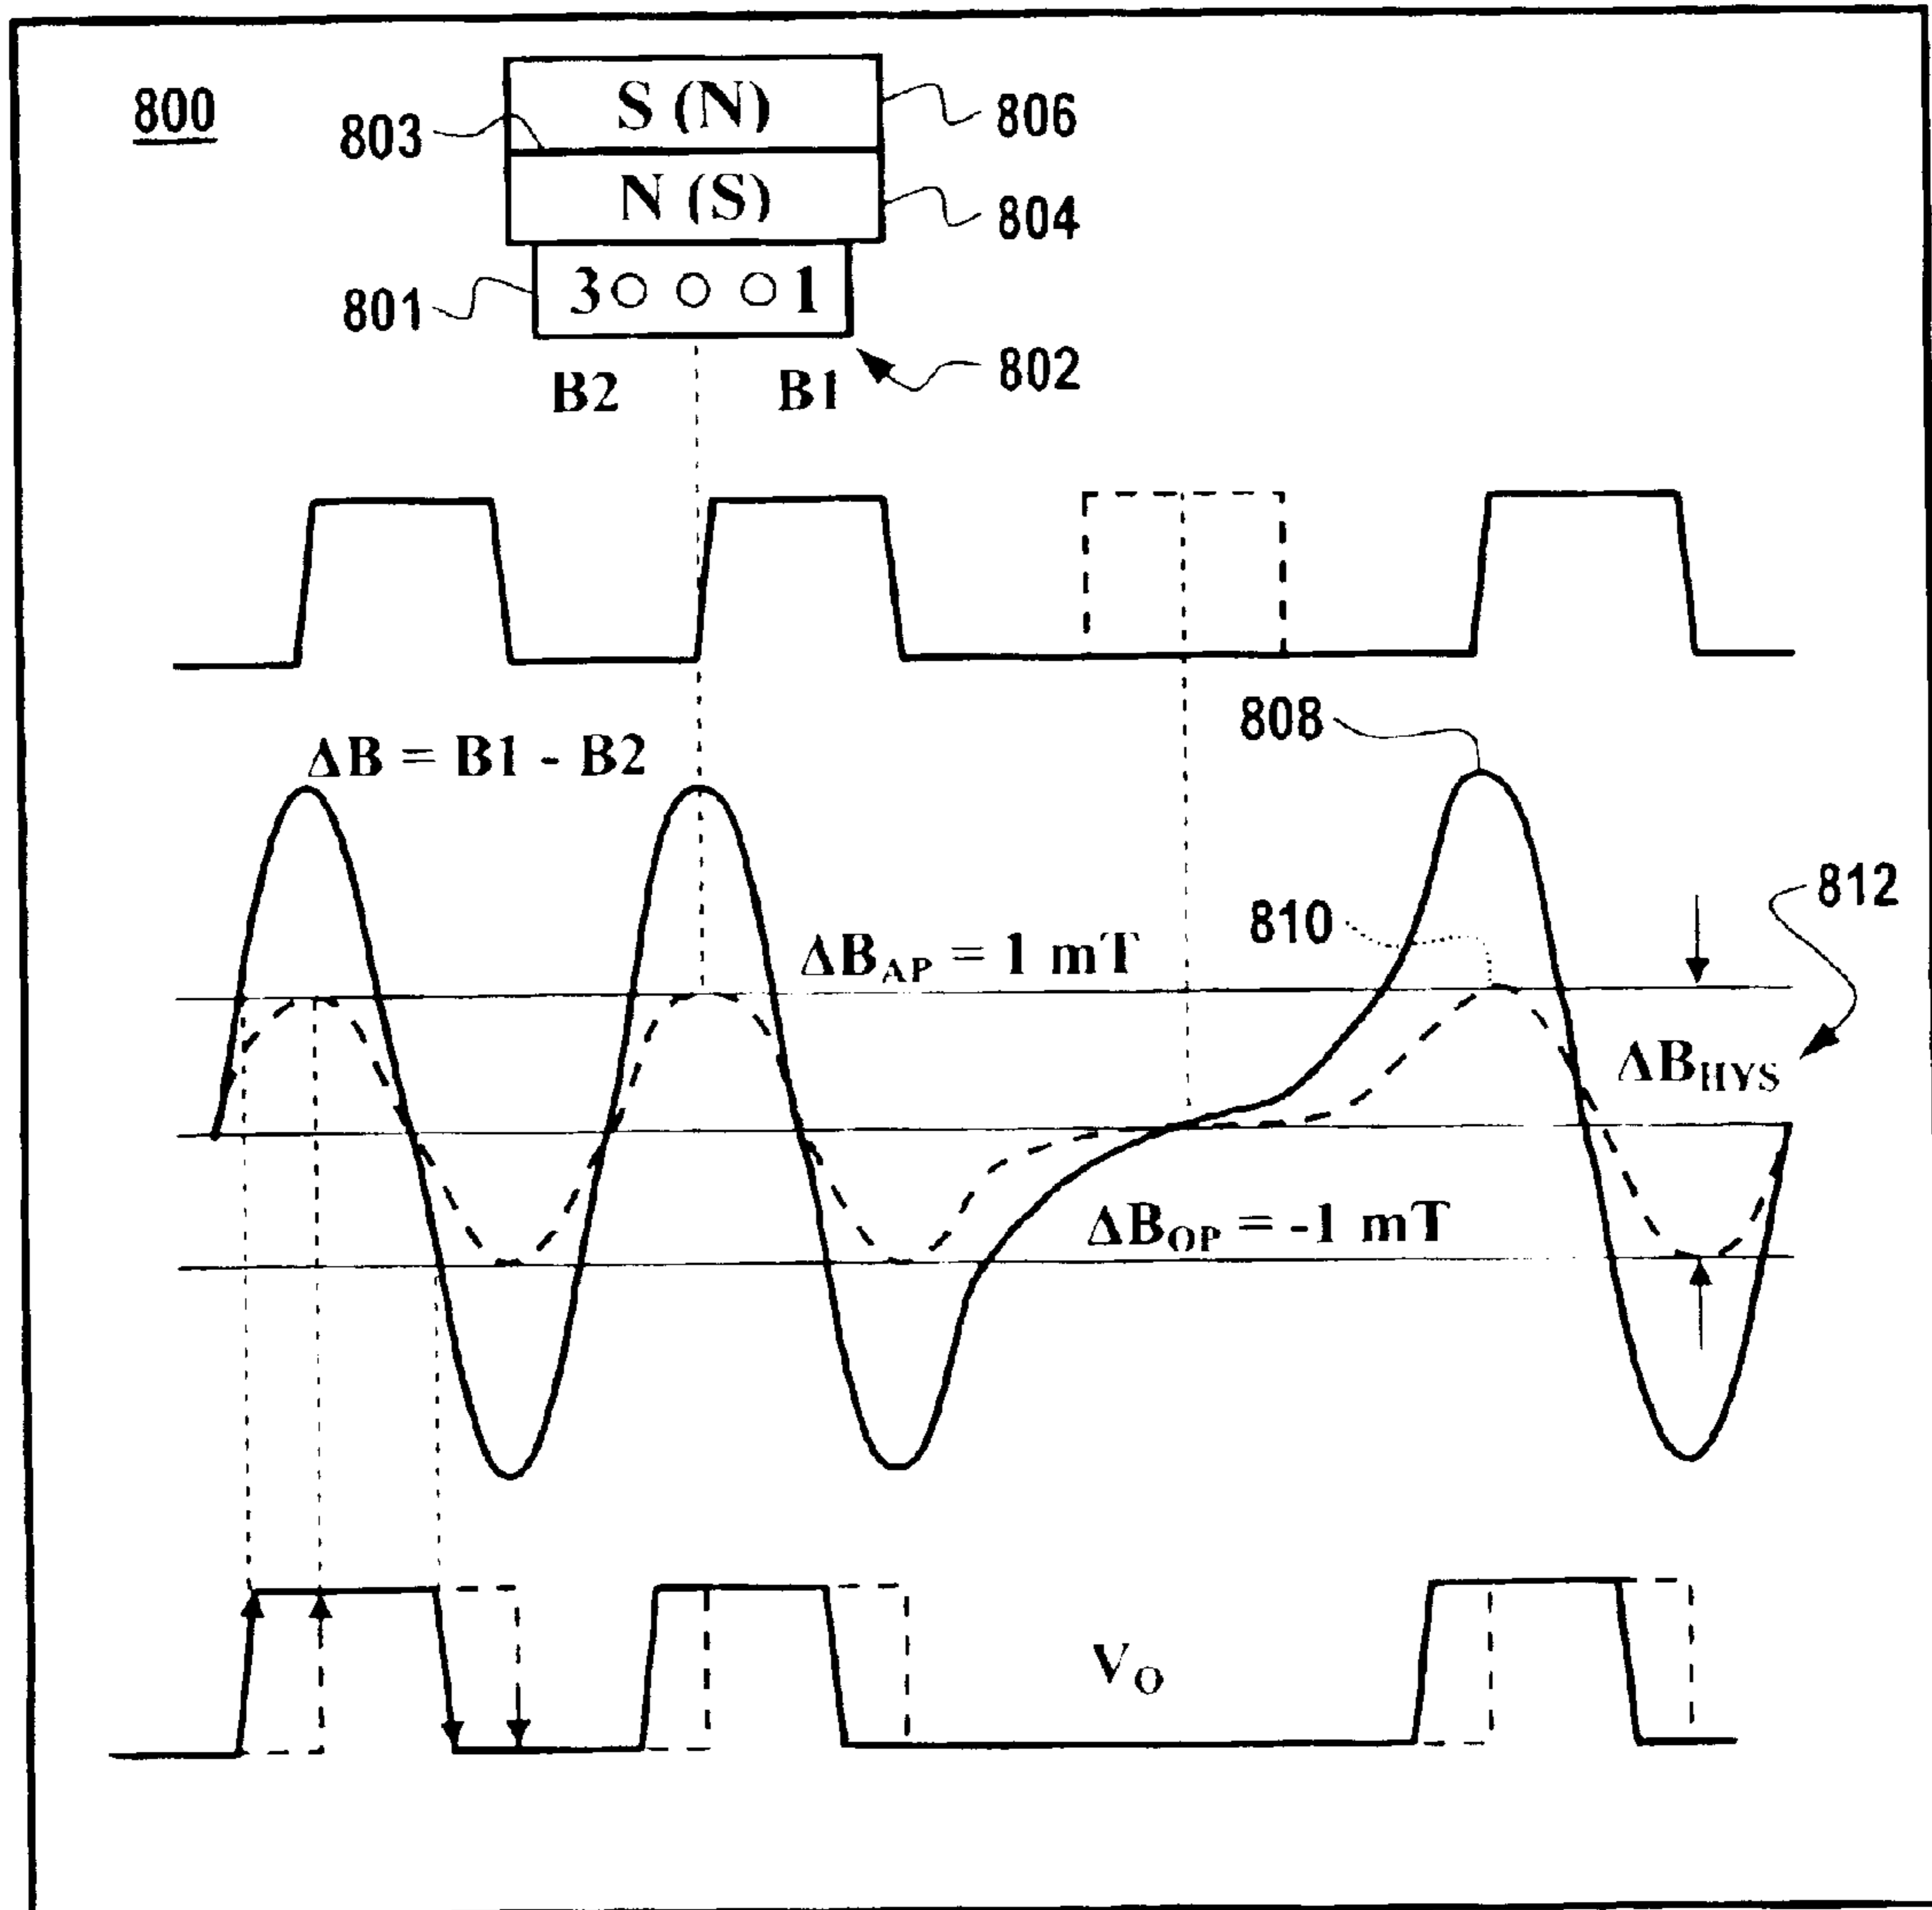 800
S (N)
806
803
N (S)
804
801
3 1
802
B2
B1
808
ΔB = B1 - B2
812
810
ΔB_AP = 1 mT
ΔB_HYS
ΔB_OP = -1 mT
V_O